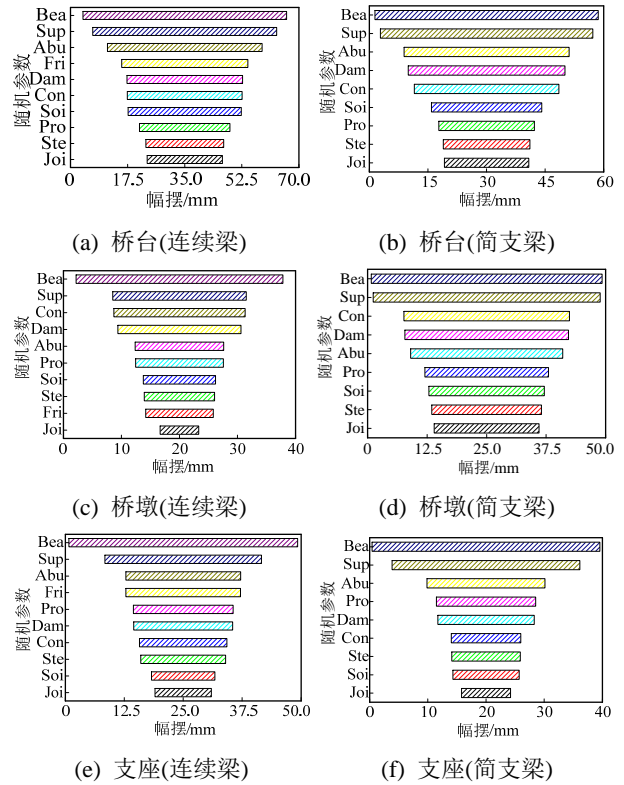 随机参数
Bea
Sup
Abu
Fri
Dam
Con
Soi
Pro
Ste
Joi
0 17.5 35.0 52.5 70.0
幅摆/mm
(a) 桥台(连续梁)
随机参数
Bea
Sup
Abu
Dam
Con
Soi
Pro
Ste
Joi
0 15 30 45 60
幅摆/mm
(b) 桥台(简支梁)
随机参数
Bea
Sup
Con
Dam
Abu
Pro
Soi
Ste
Fri
Joi
0 10 20 30 40
幅摆/mm
(c) 桥墩(连续梁)
随机参数
Bea
Sup
Con
Dam
Abu
Pro
Soi
Ste
Joi
0 12.5 25.0 37.5 50.0
幅摆/mm
(d) 桥墩(简支梁)
随机参数
Bea
Sup
Abu
Fri
Pro
Dam
Con
Ste
Soi
Joi
0 12.5 25.0 37.5 50.0
幅摆/mm
(e) 支座(连续梁)
随机参数
Bea
Sup
Abu
Pro
Dam
Con
Ste
Soi
Joi
0 10 20 30 40
幅摆/mm
(f) 支座(简支梁)